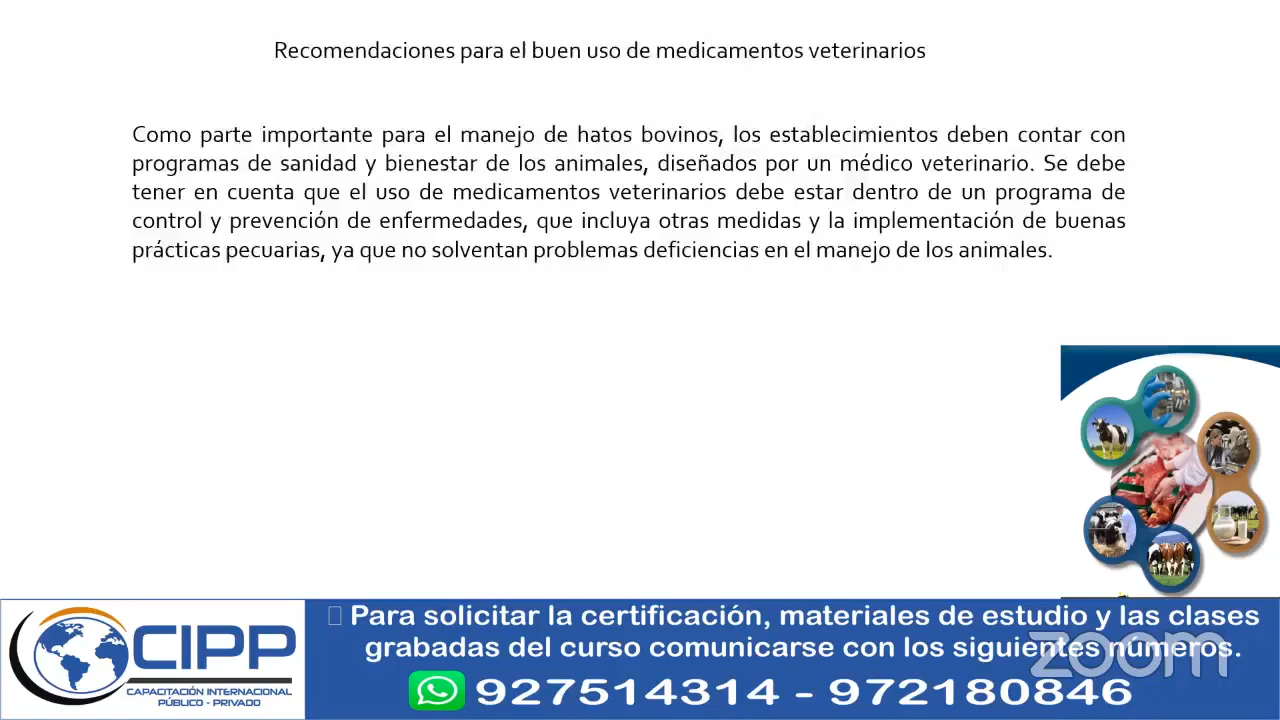 Recomendaciones para el buen uso de medicamentos veterinarios
Como parte importante para el manejo de hatos bovinos, los establecimientos deben contar con
programas de sanidad y bienestar de los animales, diseñados por un médico veterinario. Se debe
tener en cuenta que el uso de medicamentos veterinarios debe estar dentro de un programa de
control y prevención de enfermedades, que incluya otras medidas y la implementación de buenas
prácticas pecuarias, ya que no solventan problemas deficiencias en el manejo de los animales.
CIPP
CAPACITACIÓN INTERNACIONAL
PÚBLICO - PRIVADO
Para solicitar la certificación, materiales de estudio y las clases
grabadas del curso comunicarse con los siguientes números.
927514314 - 972180846
zoom